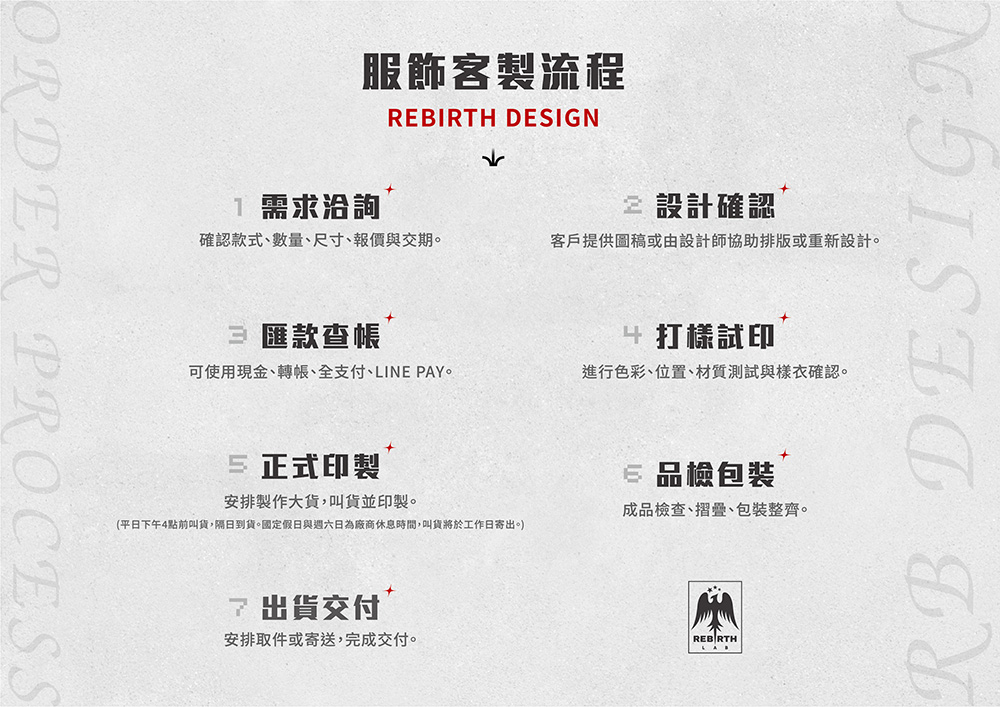 服飾客製流程
REBIRTH DESIGN
1 需求洽詢
確認款式、數量、尺寸、報價與交期。
2 設計確認
客戶提供圖稿或由設計師協助排版或重新設計。
3 匯款查帳
可使用現金、轉帳、全支付、LINE PAY。
4 打樣試印
進行色彩、位置、材質測試與樣衣確認。
5 正式印製
安排製作大貨，叫貨並印製。
(平日下午4點前叫貨，隔日到貨。國定假日與週六日為廠商休息時間，叫貨將於工作日寄出。)
6 品檢包裝
成品檢查、摺疊、包裝整齊。
7 出貨交付
安排取件或寄送，完成交付。
REBIRTH
LAB
ORDER PROCESS
RB DESIGN